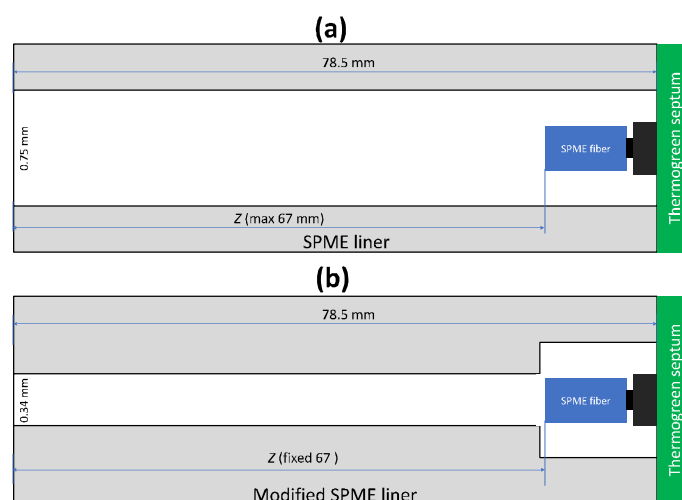 (a)
78.5 mm
0.75 mm
SPME fiber
Thermogreen septum
Z (max 67 mm)
SPME liner
(b)
78.5 mm
0.34 mm
SPME fiber
Thermogreen septum
Z (fixed 67 )
Modified SPME liner